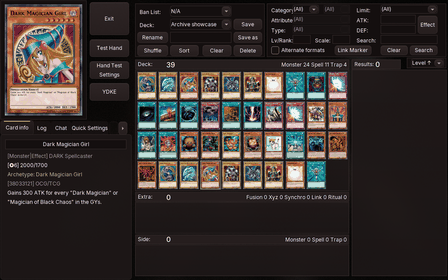 DARK MAGICIAN GIRL
Exit
Test Hand
Hand Test
Settings
YDKE
Ban List: N/A
Deck: Archive showcase
Rename Save
Save as
Shuffle Sort Clear Delete
Category (All) Limit: (All)
Attribute (All) ATK:
Type: (All) DEF:
Lv/Rank: Search:
Alternate formats Link Marker
Effect
Clear
Deck: 39 Monster 24 Spell 11 Trap 4
Results: 0 Level ↑
Card info Log Chat Quick Settings
Dark Magician Girl
[Monster|Effect] DARK Spellcaster
[★6] 2000/1700
Archetype: Dark Magician Girl
[38033121] OCG/TCG
Gains 300 ATK for every "Dark Magician" or
"Magician of Black Chaos" in the GYs.
Extra: 0 Fusion 0 Xyz 0 Synchro 0 Link 0 Ritual 0
Side: 0 Monster 0 Spell 0 Trap 0